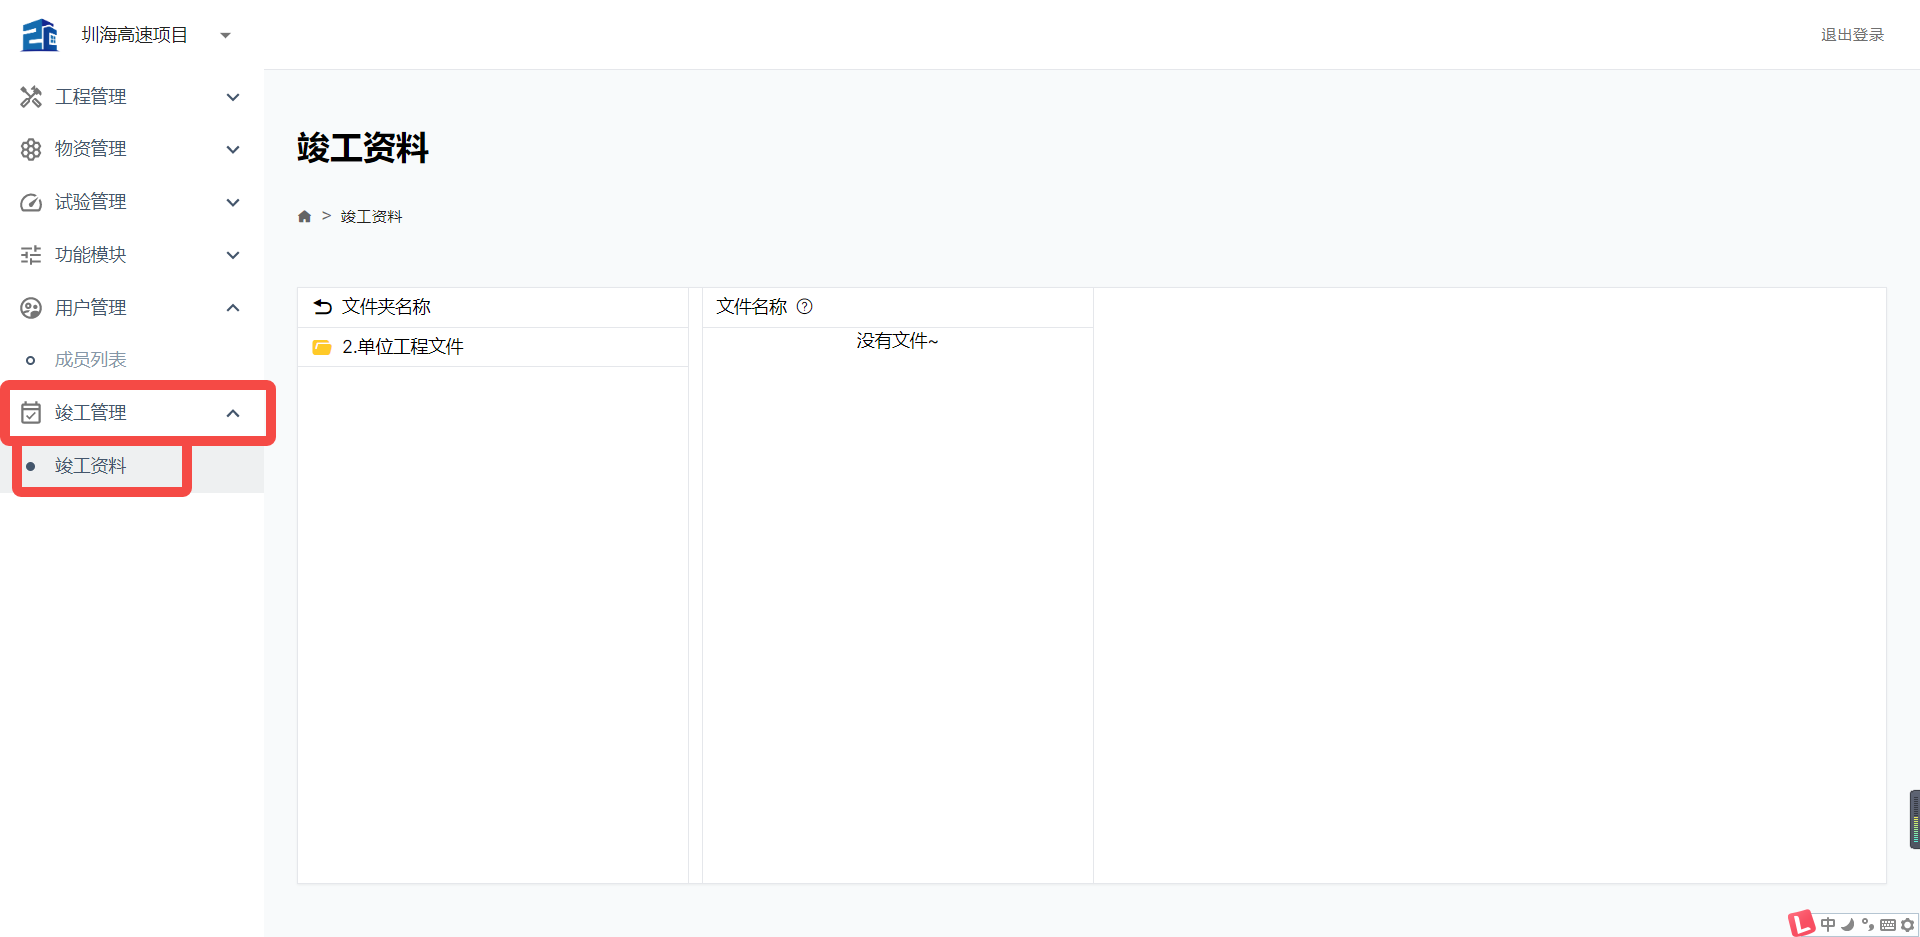 圳海高速项目
退出登录
工程管理
物资管理
试验管理
功能模块
用户管理
成员列表
竣工管理
竣工资料
竣工资料
> 竣工资料
文件夹名称
2.单位工程文件
文件名称
没有文件~
中